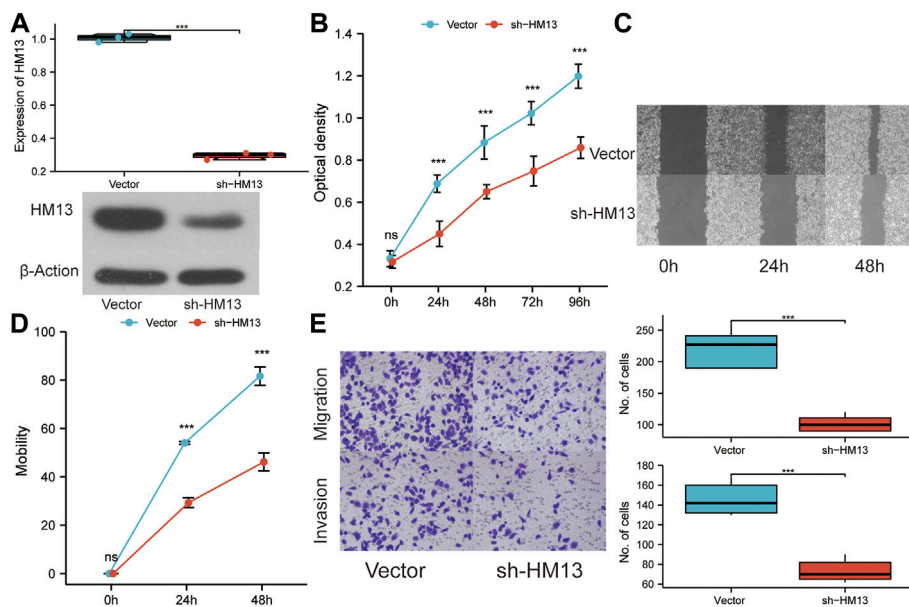 A
Expression of HM13
1.0
0.8
0.6
0.4
0.2
***
Vector
sh-HM13
HM13
β-Action
Vector
sh-HM13
B
Vector
sh-HM13
Optical density
1.4
1.2
1.0
0.8
0.6
0.4
0.2
ns
***
***
***
***
0h
24h
48h
72h
96h
C
Vector
sh-HM13
0h
24h
48h
D
Vector
sh-HM13
Mobility
100
80
60
40
20
0
ns
***
***
0h
24h
48h
E
Migration
Invasion
Vector
sh-HM13
No. of cells
250
200
150
100
***
Vector
sh-HM13
No. of cells
180
160
140
120
100
80
60
***
Vector
sh-HM13